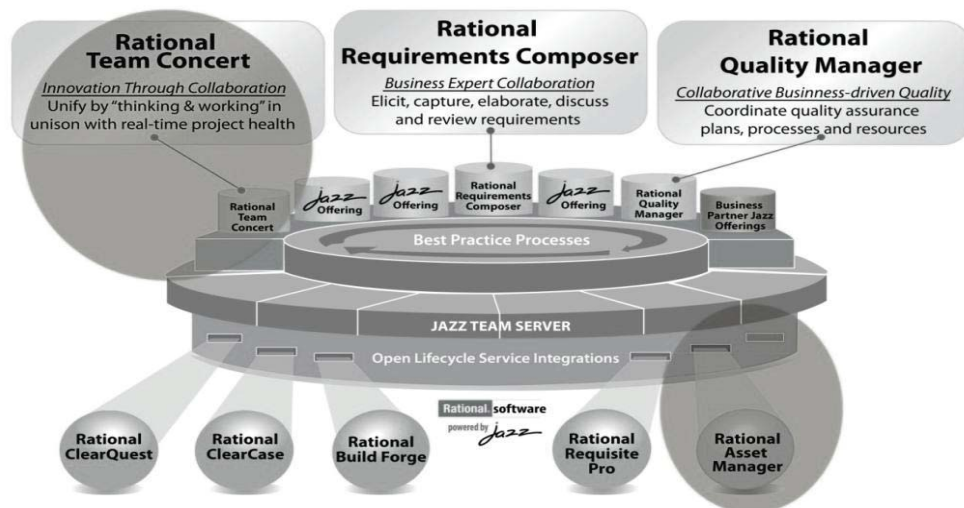 Rational
Team Concert
Innovation Through Collaboration
Unify by "thinking & working" in
unison with real-time project health
Rational
Requirements Composer
Business Expert Collaboration
Elicit, capture, elaborate, discuss
and review requirements
Rational
Quality Manager
Collaborative Businness-driven Quality
Coordinate quality assurance
plans, processes and resources
Rational
Team
Concert
jazz
Offering
jazz
Offering
Rational
Requirements
Composer
jazz
Offering
Rational
Quality
Manager
Business
Partner Jazz
Offerings
Best Practice Processes
JAZZ TEAM SERVER
Open Lifecycle Service Integrations
Rational
ClearQuest
Rational
ClearCase
Rational
Build Forge
Rational. software
powered by jazz
Rational
Requisite
Pro
Rational
Asset
Manager